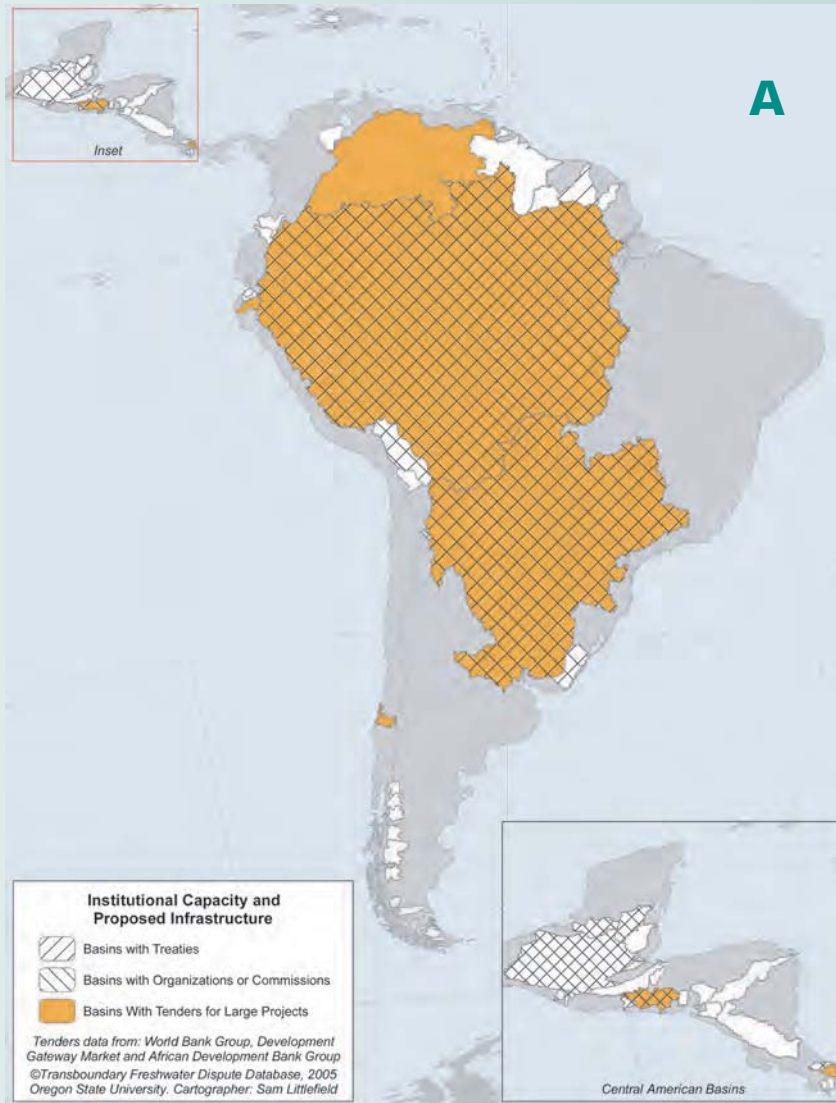 A
Inset
Institutional Capacity and
Proposed Infrastructure
Basins with Treaties
Basins with Organizations or Commissions
Basins With Tenders for Large Projects
Tenders data from: World Bank Group, Development
Gateway Market and African Development Bank Group
©Transboundary Freshwater Dispute Database, 2005
Oregon State University. Cartographer: Sam Littlefield
Central American Basins